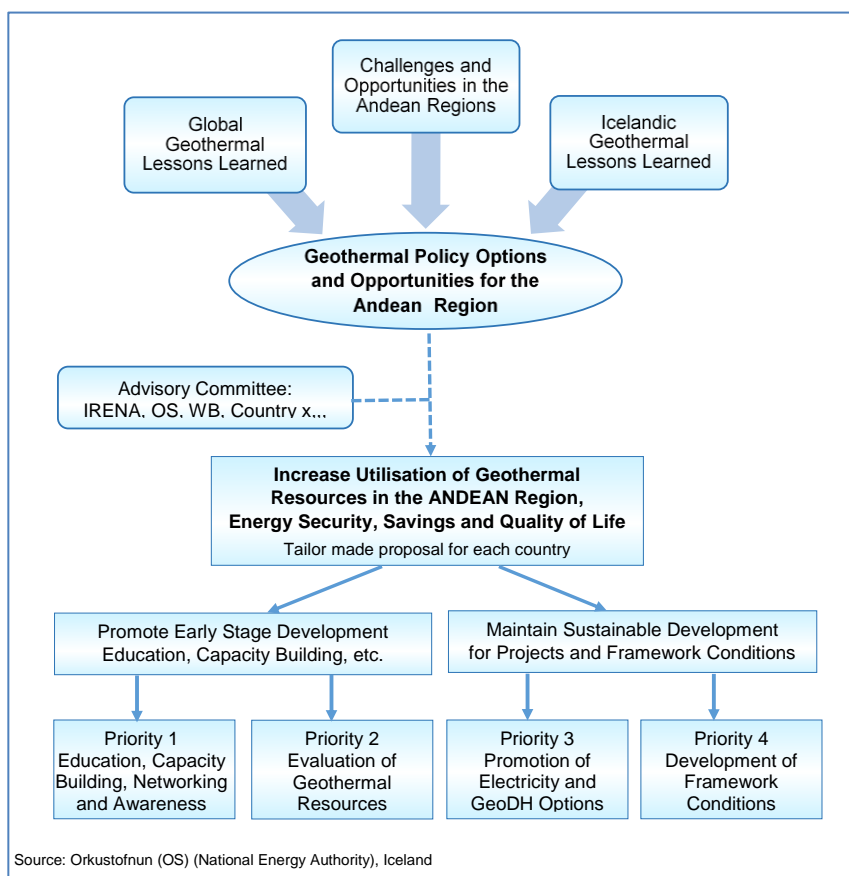 Challenges and
Opportunities in the
Andean Regions
Global
Geothermal
Lessons Learned
Icelandic
Geothermal
Lessons Learned
Geothermal Policy Options
and Opportunities for the
Andean Region
Advisory Committee:
IRENA, OS, WB, Country x,,,
Increase Utilisation of Geothermal
Resources in the ANDEAN Region,
Energy Security, Savings and Quality of Life
Tailor made proposal for each country
Promote Early Stage Development
Education, Capacity Building, etc.
Maintain Sustainable Development
for Projects and Framework Conditions
Priority 1
Education, Capacity
Building, Networking
and Awareness
Priority 2
Evaluation of
Geothermal
Resources
Priority 3
Promotion of
Electricity and
GeoDH Options
Priority 4
Development of
Framework
Conditions
Source: Orkustofnun (OS) (National Energy Authority), Iceland